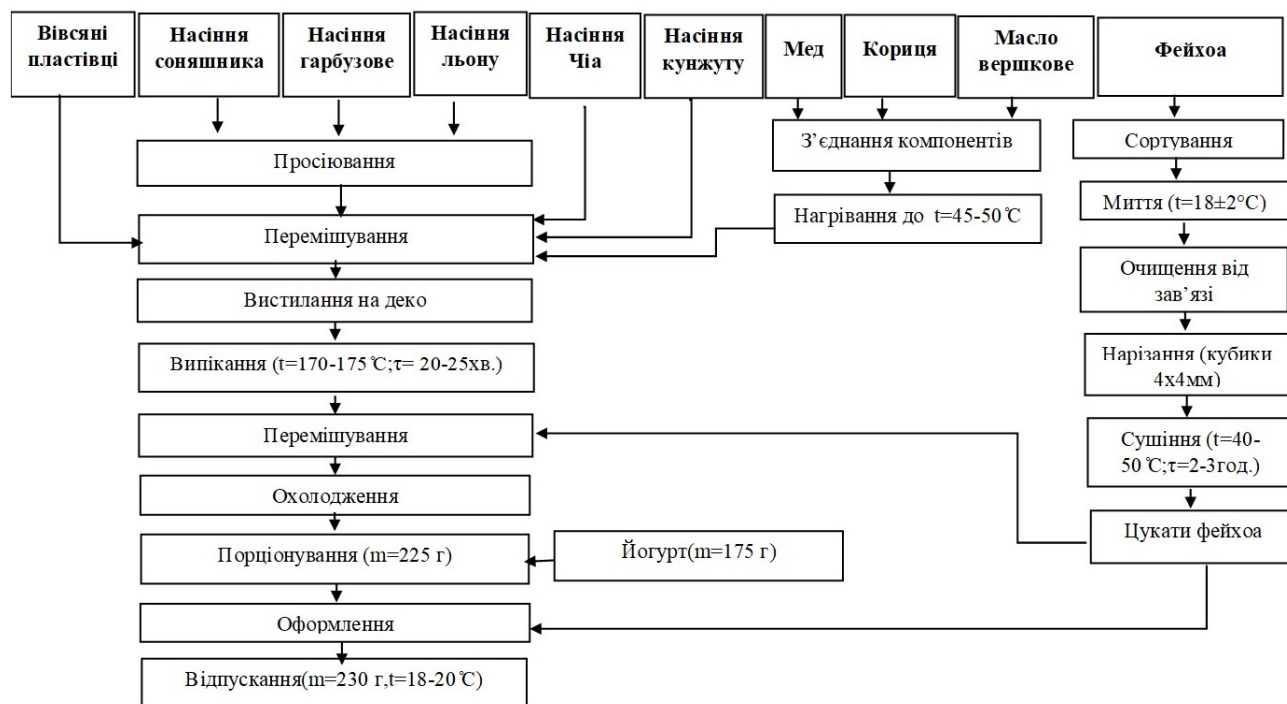 Вівсяні
пластівці
Насіння
соняшника
Насіння
гарбузове
Насіння
льону
Насіння
Чіа
Насіння
кунжуту
Мед
Кориця
Масло
вершкове
Фейхоа
Просіювання
З’єднання компонентів
Сортування
Перемішування
Нагрівання до t=45-50℃
Миття (t=18±2°С)
Вистилання на деко
Очищення від
зав’язі
Випікання (t=170-175℃;τ= 20-25хв.)
Нарізання (кубики
4х4мм)
Перемішування
Сушіння (t=40-
50℃;τ=2-3год.)
Охолодження
Цукати фейхоа
Порціонування (m=225 г)
Йогурт(m=175 г)
Оформлення
Відпускання(m=230 г,t=18-20℃)